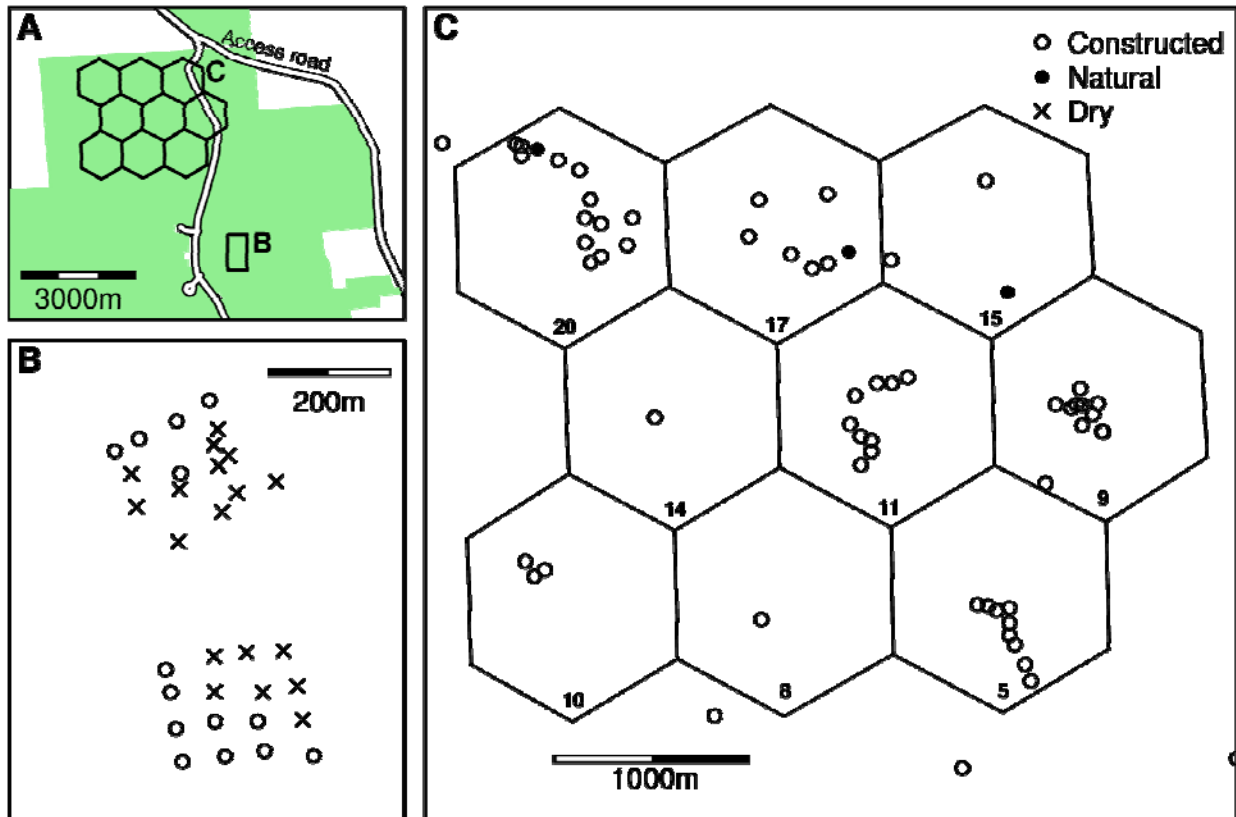 A
Access road
C
B
3000m
B
200m
C
Constructed
Natural
Dry
20
17
15
14
11
9
10
8
5
1000m